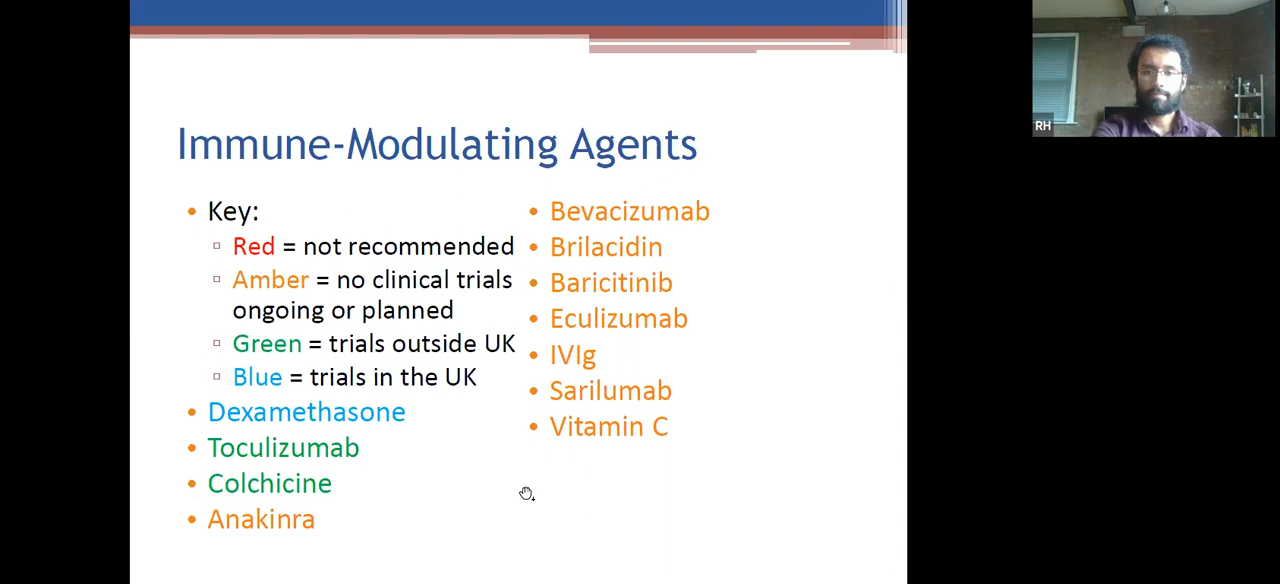 Immune-Modulating Agents
Key:
Red = not recommended
Amber = no clinical trials
ongoing or planned
Green = trials outside UK
Blue = trials in the UK
Dexamethasone
Toculizumab
Colchicine
Anakinra
Bevacizumab
Brilacidin
Baricitinib
Eculizumab
IVIg
Sarilumab
Vitamin C
RH